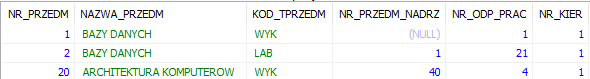 NR_PRZEDM NAZWA_PRZEDM KOD_TPRZEDM NR_PRZEDM_NADRZ NR_ODP_PRAC NR_KIER
1 BAZY DANYCH WYK (NULL) 1 1
2 BAZY DANYCH LAB 1 21 1
20 ARCHITEKTURA KOMPUTEROW WYK 40 4 1